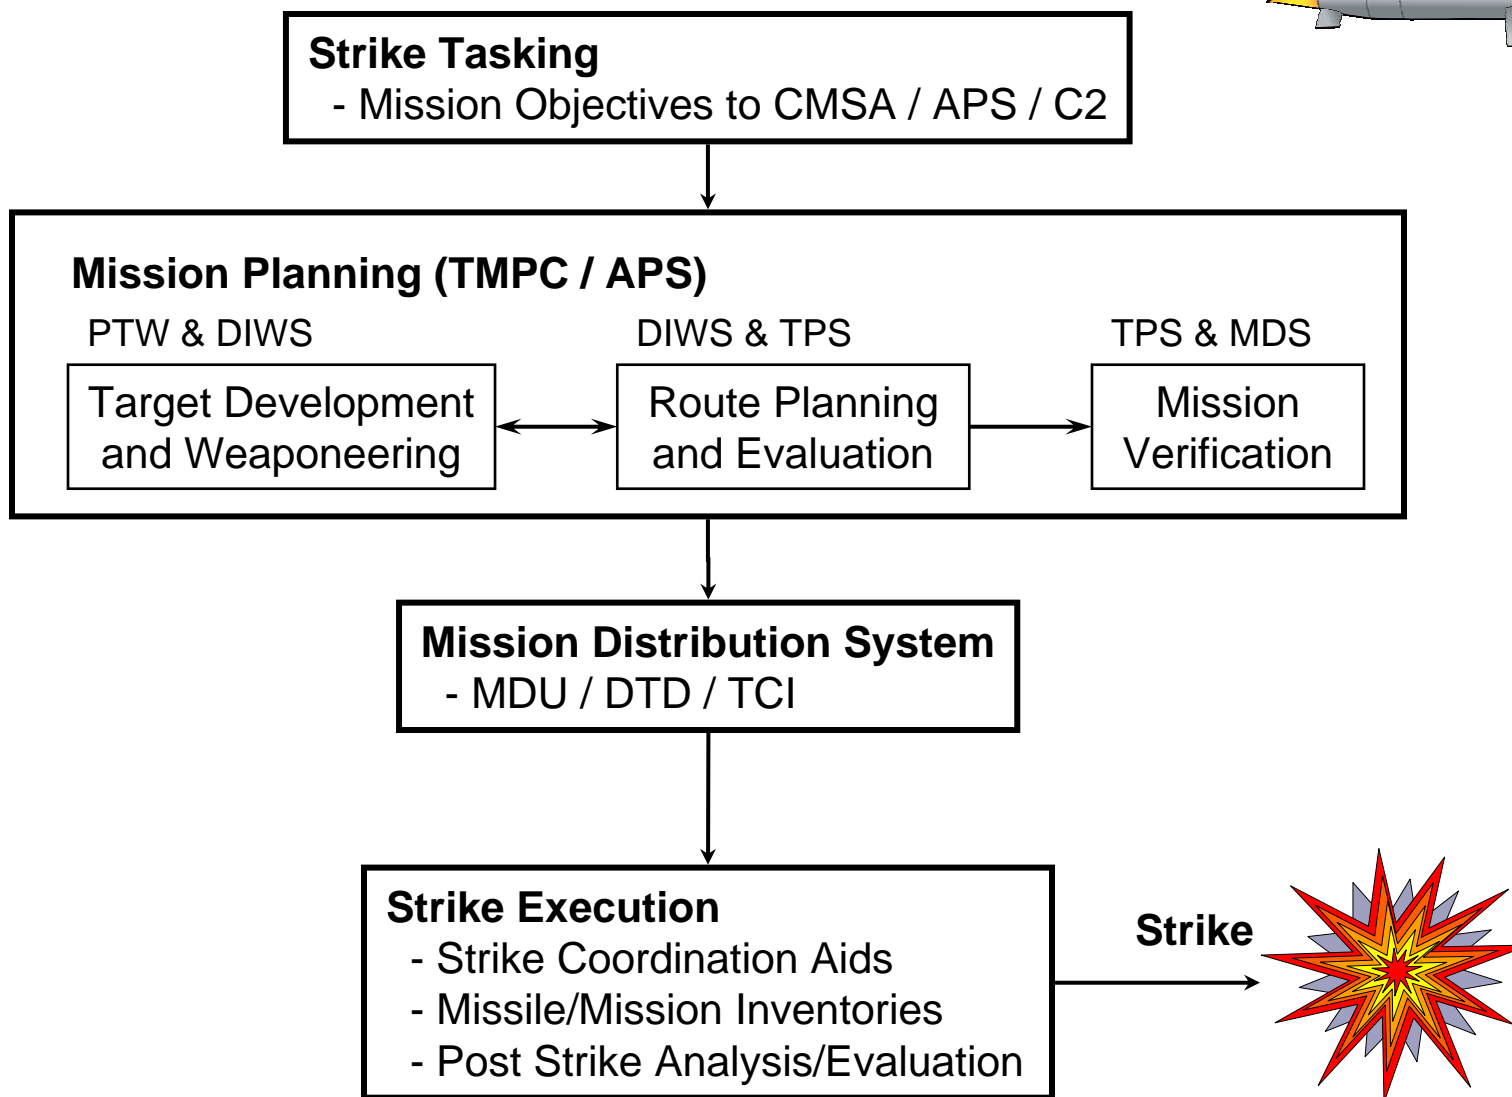 Strike Tasking
- Mission Objectives to CMSA / APS / C2
Mission Planning (TMPC / APS)
PTW & DIWS
Target Development
and Weaponeering
DIWS & TPS
Route Planning
and Evaluation
TPS & MDS
Mission
Verification
Mission Distribution System
- MDU / DTD / TCI
Strike Execution
- Strike Coordination Aids
- Missile/Mission Inventories
- Post Strike Analysis/Evaluation
Strike